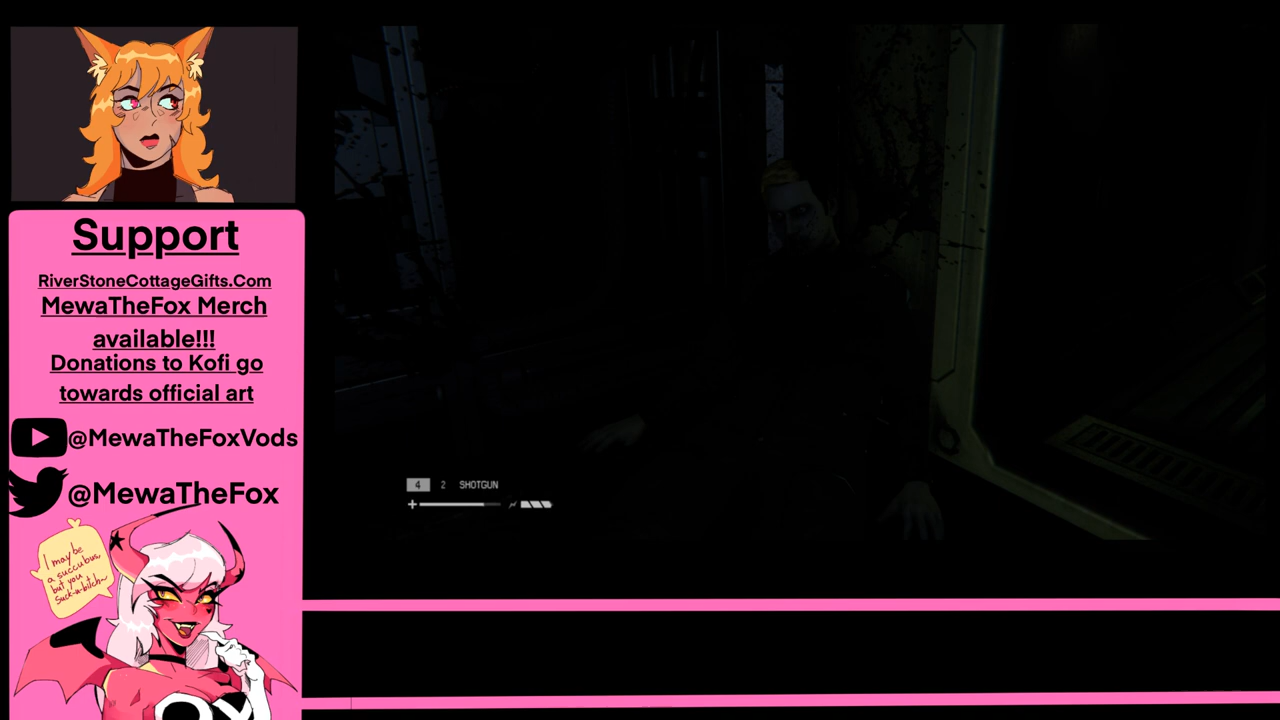 Support
RiverStoneCottageGifts.Com
MewaTheFox Merch
available!!!
Donations to Kofi go
towards official art
@MewaTheFoxVods
@MewaTheFox
I may be
a succubus,
but you
suck-a-bitch~
4 2 SHOTGUN